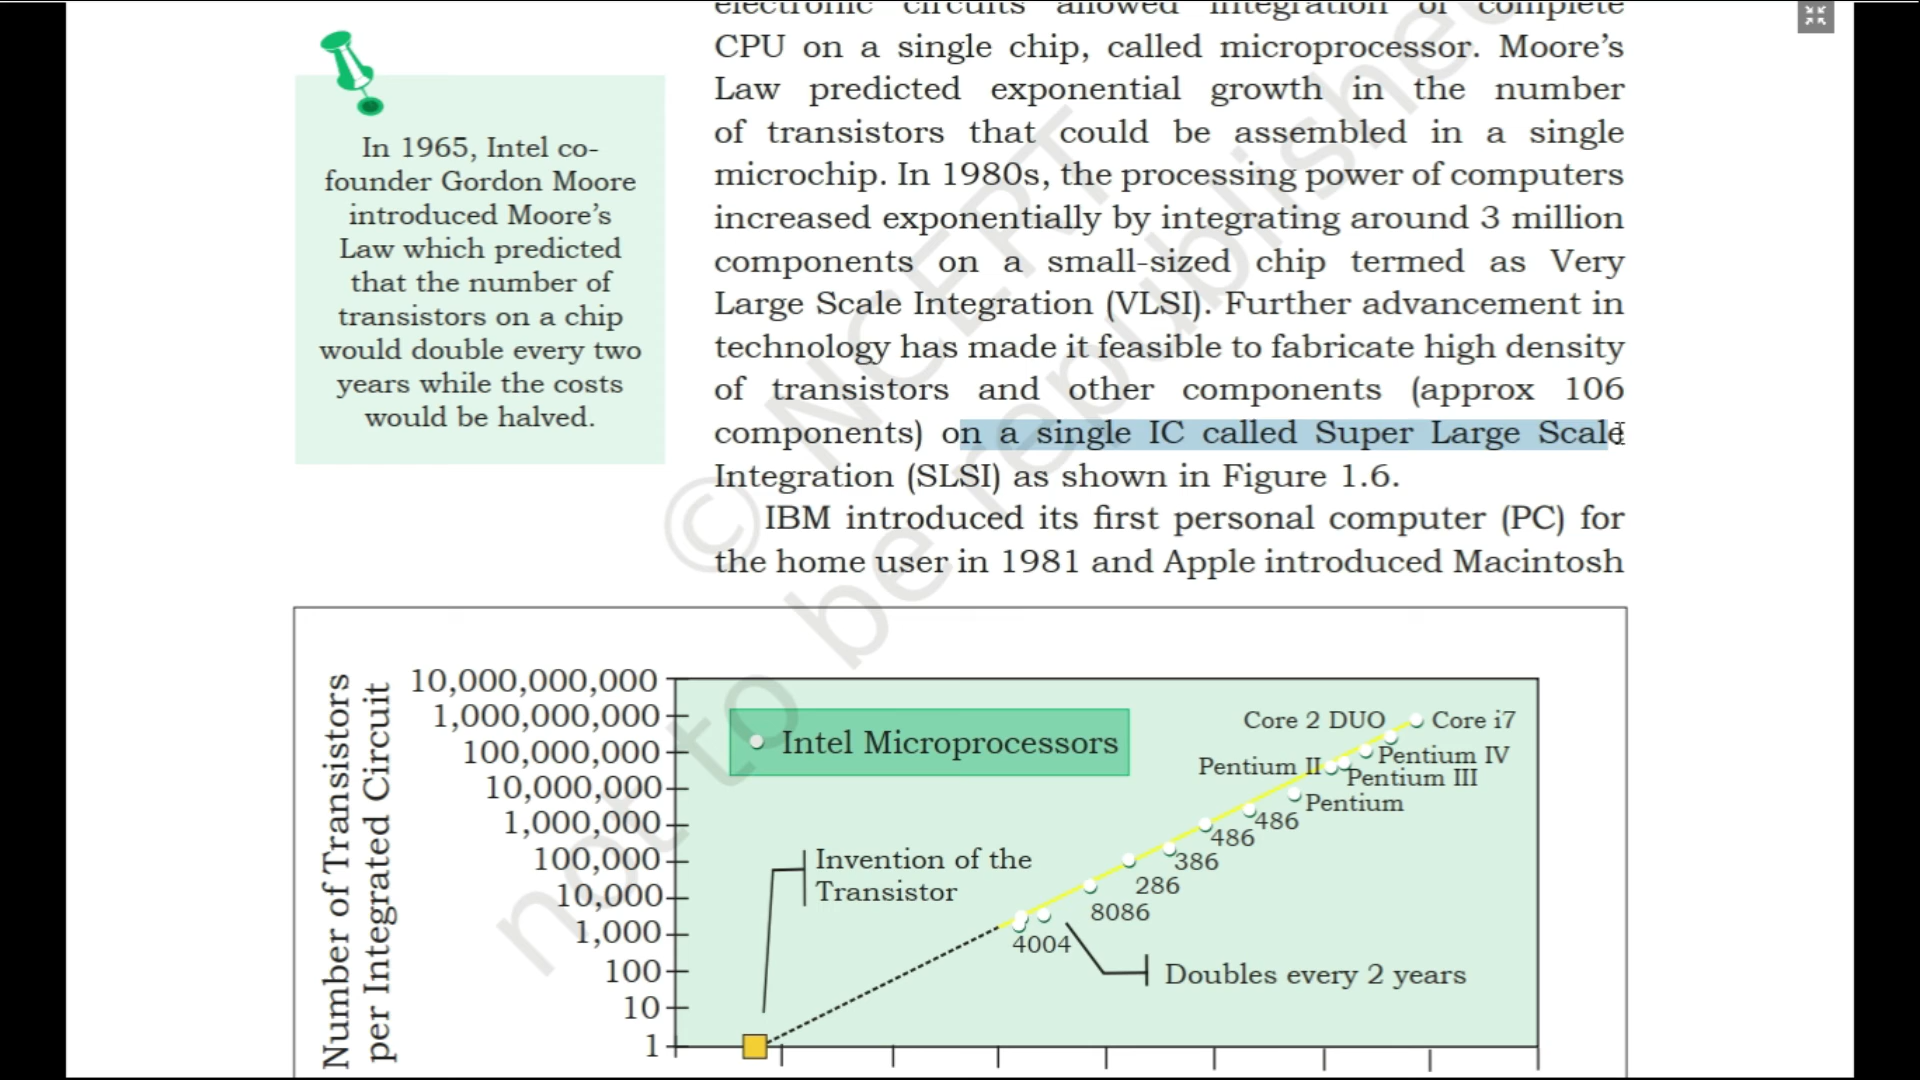 electronic circuits allowed integration of complete
CPU on a single chip, called microprocessor. Moore’s
Law predicted exponential growth in the number
of transistors that could be assembled in a single
microchip. In 1980s, the processing power of computers
increased exponentially by integrating around 3 million
components on a small-sized chip termed as Very
Large Scale Integration (VLSI). Further advancement in
technology has made it feasible to fabricate high density
of transistors and other components (approx 106
components) on a single IC called Super Large Scale
Integration (SLSI) as shown in Figure 1.6.
IBM introduced its first personal computer (PC) for
the home user in 1981 and Apple introduced Macintosh
In 1965, Intel co-
founder Gordon Moore
introduced Moore’s
Law which predicted
that the number of
transistors on a chip
would double every two
years while the costs
would be halved.
Number of Transistors
per Integrated Circuit
10,000,000,000
1,000,000,000
100,000,000
10,000,000
1,000,000
100,000
10,000
1,000
100
10
1
Intel Microprocessors
Invention of the
Transistor
Core 2 DUO
Core i7
Pentium IV
Pentium II
Pentium III
Pentium
486
486
386
286
8086
4004
Doubles every 2 years
© NCERT
not to be republished